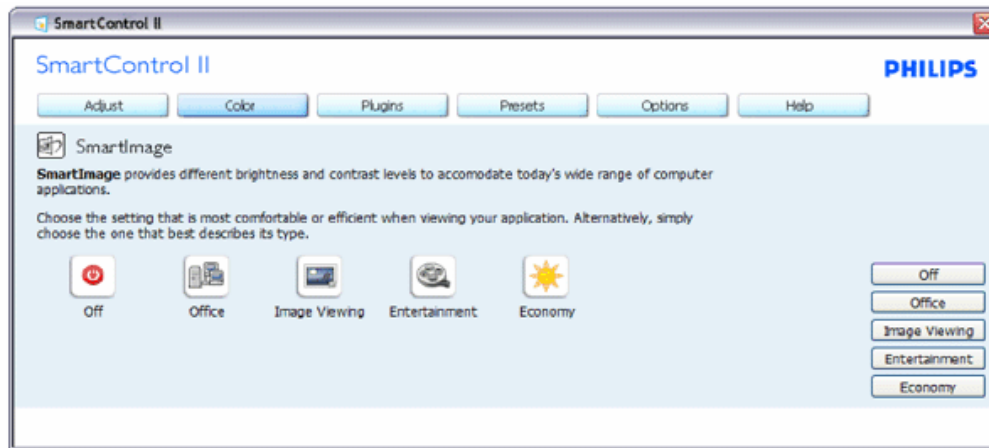 SmartControl II
SmartControl II
PHILIPS
Adjust Color Plugins Presets Options Help
SmartImage
SmartImage provides different brightness and contrast levels to accomodate today's wide range of computer
applications.
Choose the setting that is most comfortable or efficient when viewing your application. Alternatively, simply
choose the one that best describes its type.
Off Office Image Viewing Entertainment Economy
Off
Office
Image Viewing
Entertainment
Economy